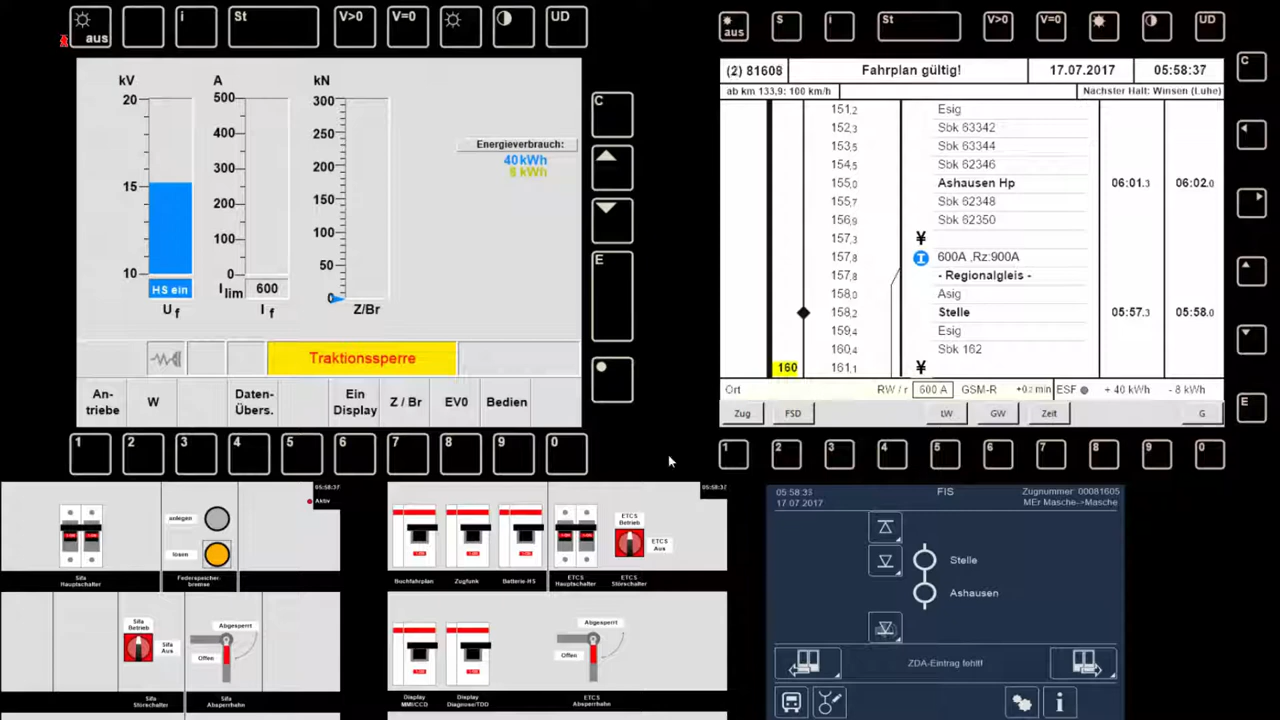 aus i St V>0 V=0 UD
kV A kN
20 500 300
400 250
300 200
15 150
200 100
100 50
10 0 0
HS ein
I lim 600
U f I f Z/Br
Energieverbrauch:
40 kWh
8 kWh
Traktionssperre
An-
triebe
W
Daten-
Übers.
Ein
Display
Z / Br
EV0
Bedien
1 2 3 4 5 6 7 8 9 0
C
E
aus S i St V>0 V=0 UD
(2) 81608 Fahrplan gültig! 17.07.2017 05:58:37
ab km 133,9: 100 km/h Nächster Halt: Winsen (Luhe)
151,2 Esig
152,3 Sbk 63342
153,5 Sbk 63344
154,5 Sbk 62346
155,0 Ashausen Hp 06:01.3 06:02.0
155,7 Sbk 62348
156,9 Sbk 62350
157,3 ¥
157,8 I 600A ,Rz:900A
157,8 - Regionalgleis -
158,0 Asig
158,2 Stelle 05:57.3 05:58.0
159,4 Esig
160,4 Sbk 162
160 161,1 ¥
Ort RW / r 600 A GSM-R +0,2 min ESF + 40 kWh - 8 kWh
Zug FSD LW GW Zeit G
1 2 3 4 5 6 7 8 9 0
C
E
05:58:37
Aktiv
anlegen
lösen
Sifa
Hauptschalter
Federspeicher-
bremse
Sifa
Betrieb
Sifa
Aus
Abgesperrt
Offen
Sifa
Störschalter
Sifa
Absperrhahn
05:58:37
ETCS
Betrieb
ETCS
Aus
Buchfahrplan
Zugfunk
Batterie-HS
ETCS
Hauptschalter
ETCS
Störschalter
Abgesperrt
Offen
Display
MMI/CCD
Display
Diagnose/TDD
ETCS
Absperrhahn
FIS
17.07.2017
Zugnummer 00081605
MEr Masche->Masche
Stelle
Ashausen
ZDA-Eintrag fehlt!
i